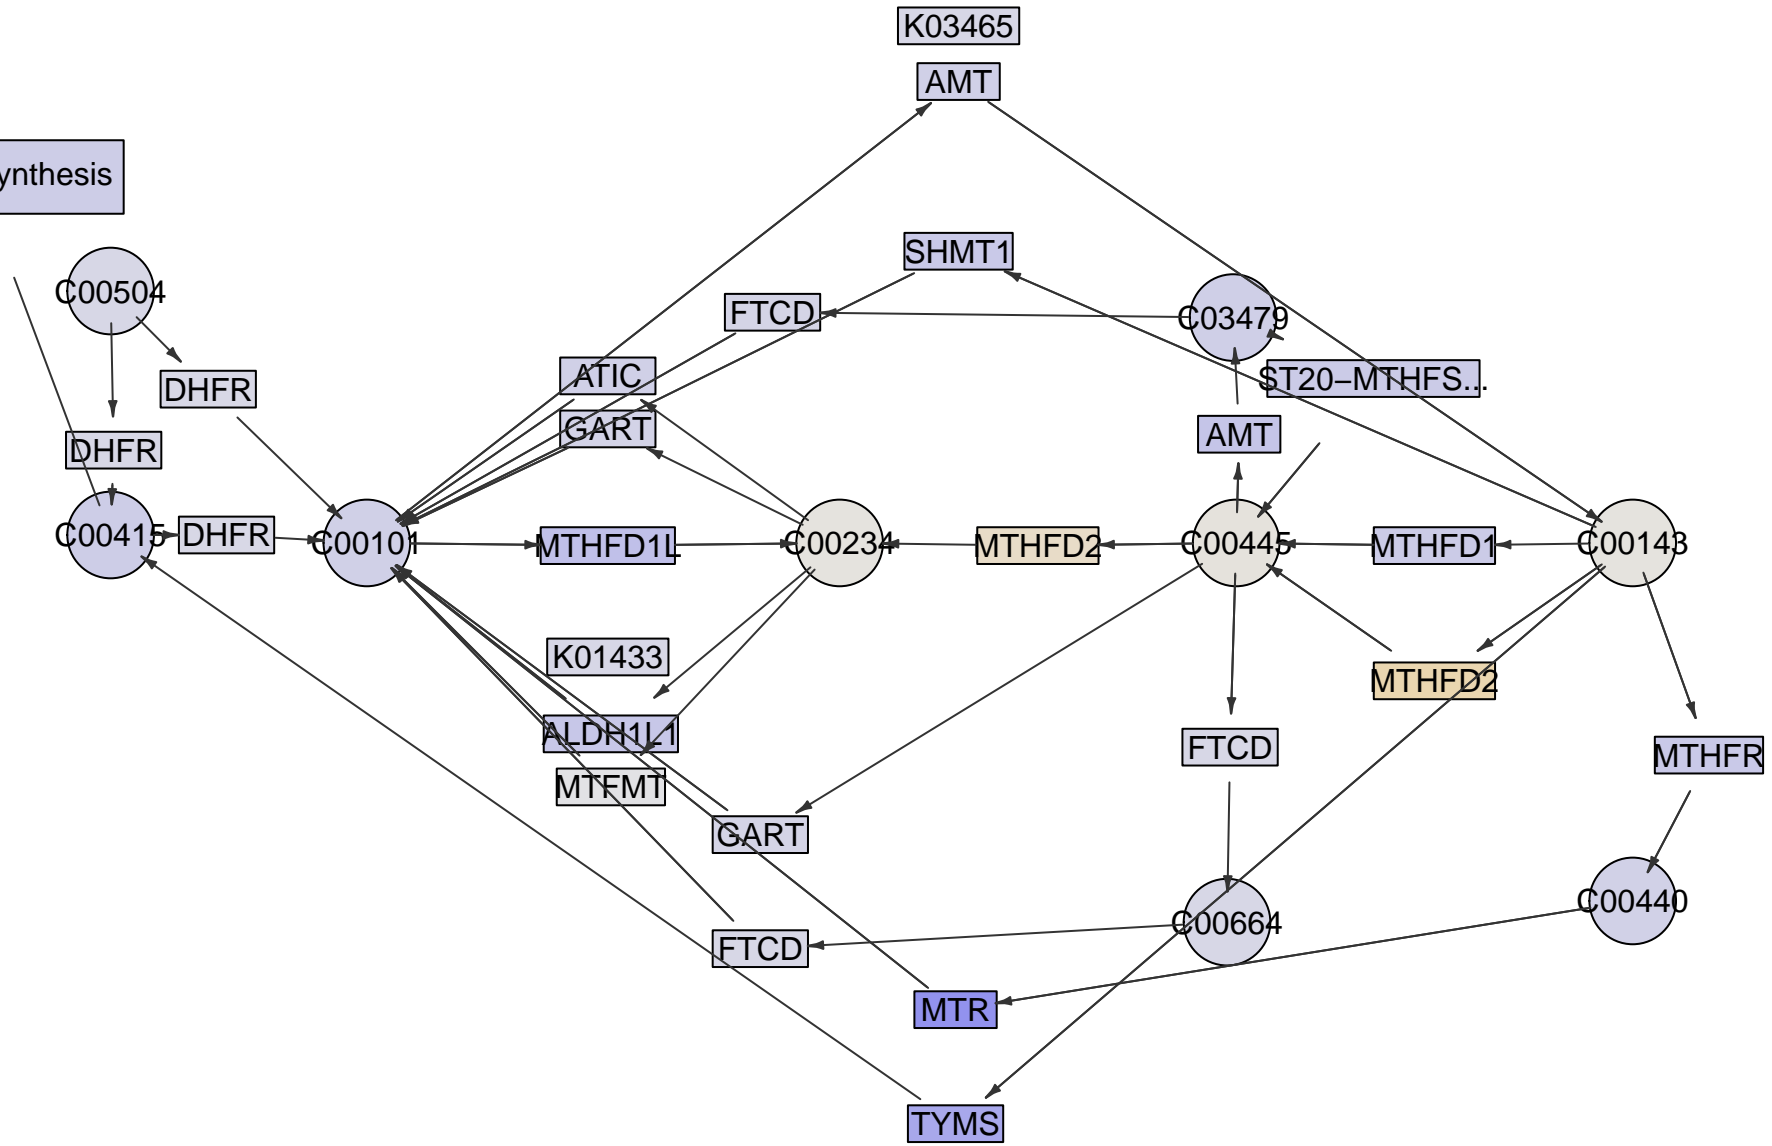 K03465
AMT
ynthesis
SHMT1
C00504
FTCD
C03479
ATIC
ST20−MTHFS...
DHFR
GART
AMT
DHFR
C00415
DHFR
C00101
MTHFD1L
C00234
MTHFD2
C00445
MTHFD1
C00143
K01433
MTHFD2
ALDH1L1
FTCD
MTHFR
MTFMT
GART
C00440
C00664
FTCD
MTR
TYMS